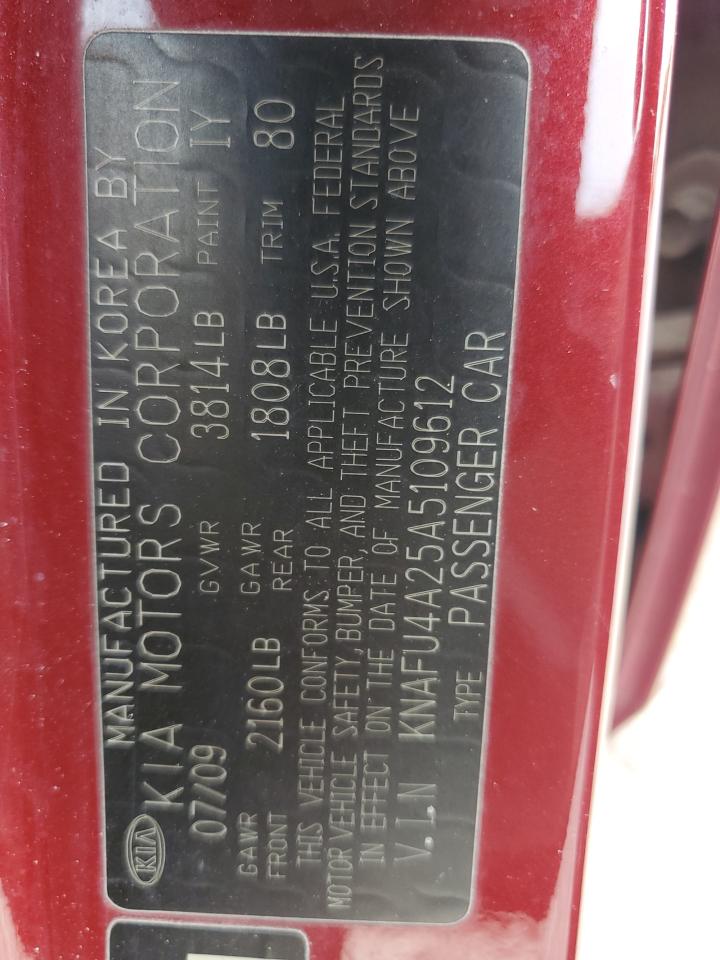 MANUFACTURED IN KOREA BY
KIA KIA MOTORS CORPORATION
07/09 GVWR 3814LB PAINT IY
GAWR FRONT 2160LB GAWR REAR 1808LB TRIM 80
THIS VEHICLE CONFORMS TO ALL APPLICABLE U.S.A. FEDERAL
MOTOR VEHICLE SAFETY, BUMPER, AND THEFT PREVENTION STANDARDS
IN EFFECT ON THE DATE OF MANUFACTURE SHOWN ABOVE
V.I.N KNAFU4A25A5109612
TYPE PASSENGER CAR